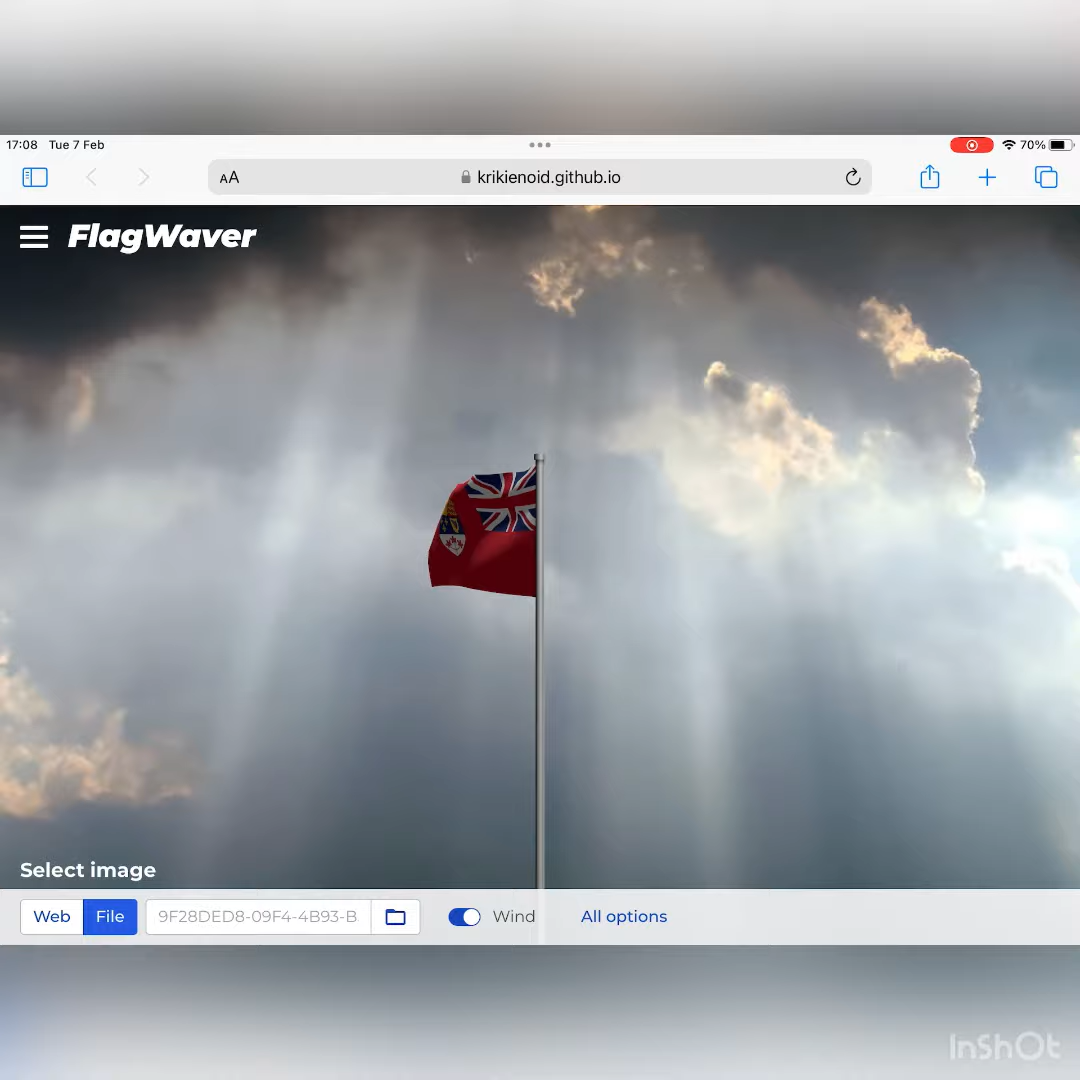 17:08 Tue 7 Feb
70%
AA
krikienoid.github.io
FlagWaver
Select image
Web
File
9F28DED8-09F4-4B93-B
Wind
All options
InShOt